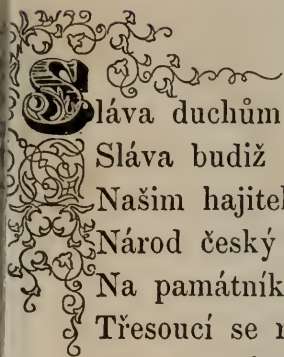 Sláva duchům
Sláva budiž
Našim hajitel
Národ český
Na památník
Třesoucí se